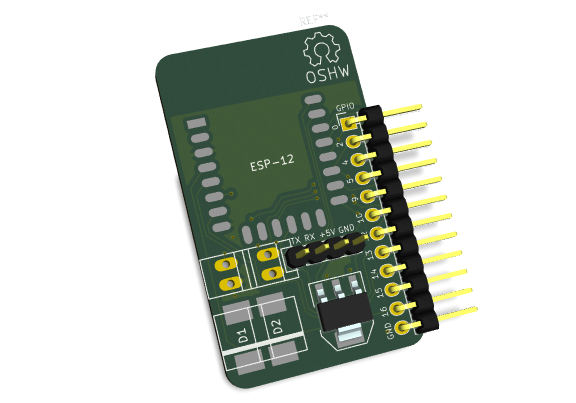 REF**
OSHW
GPIO
0
2
4
5
9
10
12
13
14
15
16
GND
ESP-12
TX RX +5V GND
D1
D2